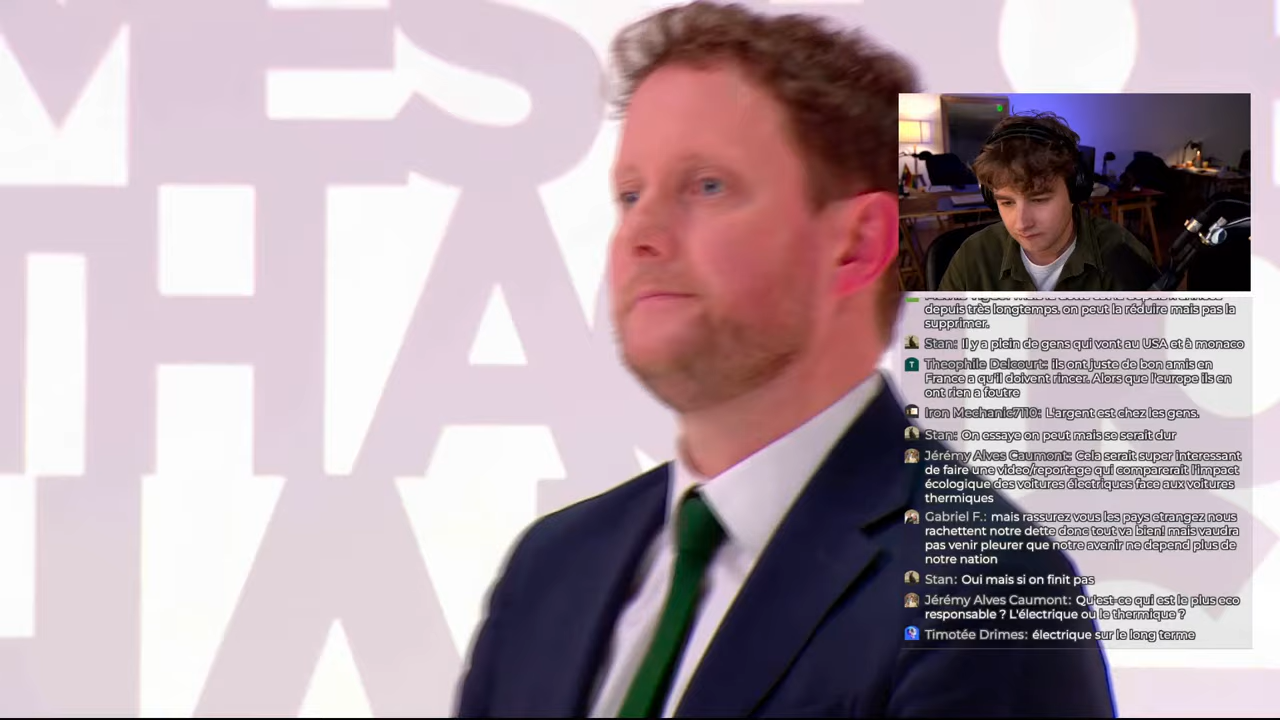 MES
THA
depuis très longtemps. on peut la réduire mais pas la
supprimer.
Stan: Il y a plein de gens qui vont au USA et à monaco
Theophile Delcourt: ils ont juste de bon amis en
France a qu'il doivent rincer. Alors que l'europe ils en
ont rien a foutre
Iron Mechanic7110: L'argent est chez les gens.
Stan: On essaye on peut mais se serait dur
Jérémy Alves Caumont: Cela serait super interessant
de faire une video/reportage qui comparerait l'impact
écologique des voitures électriques face aux voitures
thermiques
Gabriel F.: mais rassurez vous les pays etrangez nous
rachettent notre dette donc tout va bien! mais vaudra
pas venir pleurer que notre avenir ne depend plus de
notre nation
Stan: Oui mais si on finit pas
Jérémy Alves Caumont: Qu'est-ce qui est le plus eco
responsable ? L'électrique ou le thermique ?
Timotée Drimes: électrique sur le long terme